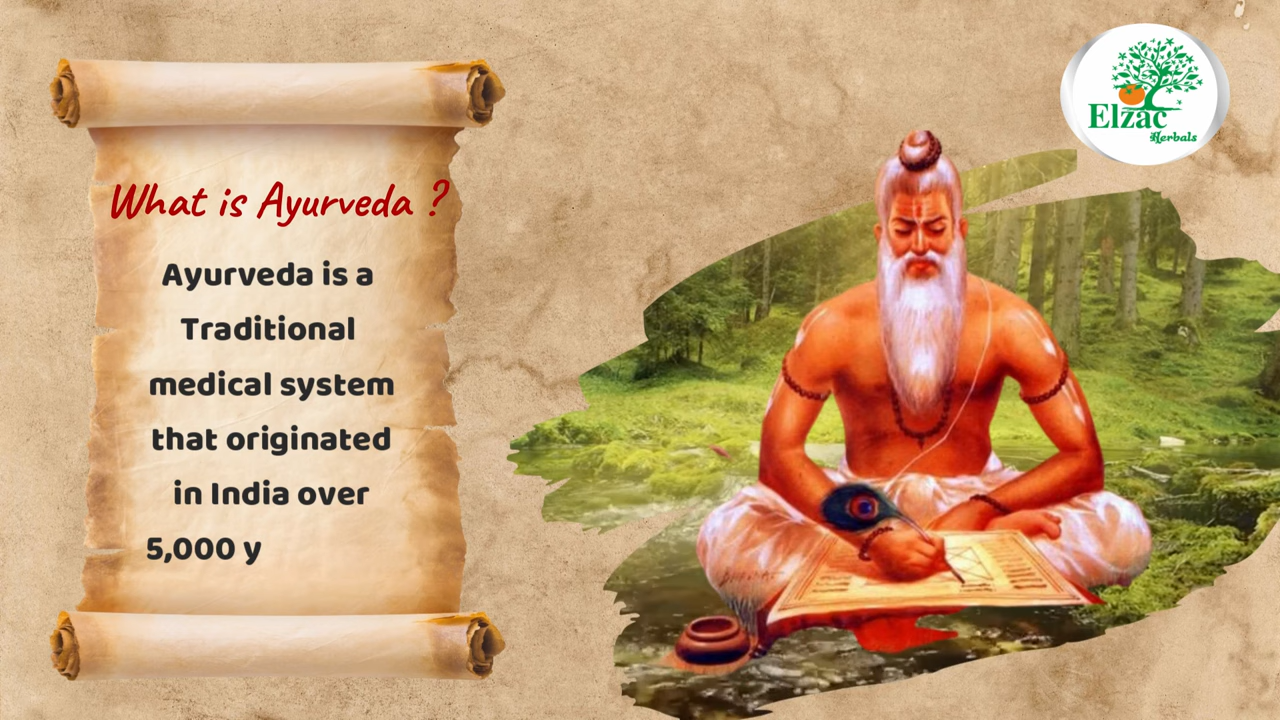 What is Ayurveda ?
Ayurveda is a
Traditional
medical system
that originated
in India over
5,000 y
Elzac
Herbals